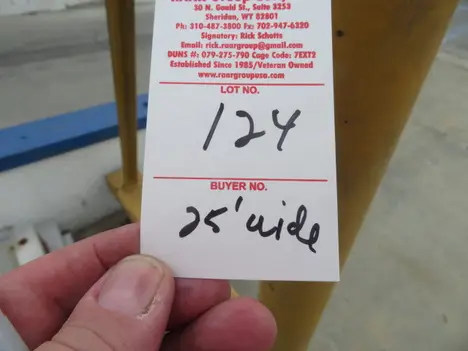 30 N. Gould St., Suite 3253
Sheridan, WY 82801
Ph: 310-487-3800 Fx: 702-947-6320
Signatory: Rick Schotts
Email: rick.raargroup@gmail.com
DUNS #: 079-275-790 Cage Code: 7EXT2
Established Since 1985/Veteran Owned
www.raargroupusa.com
LOT NO.
124
BUYER NO.
25' wide